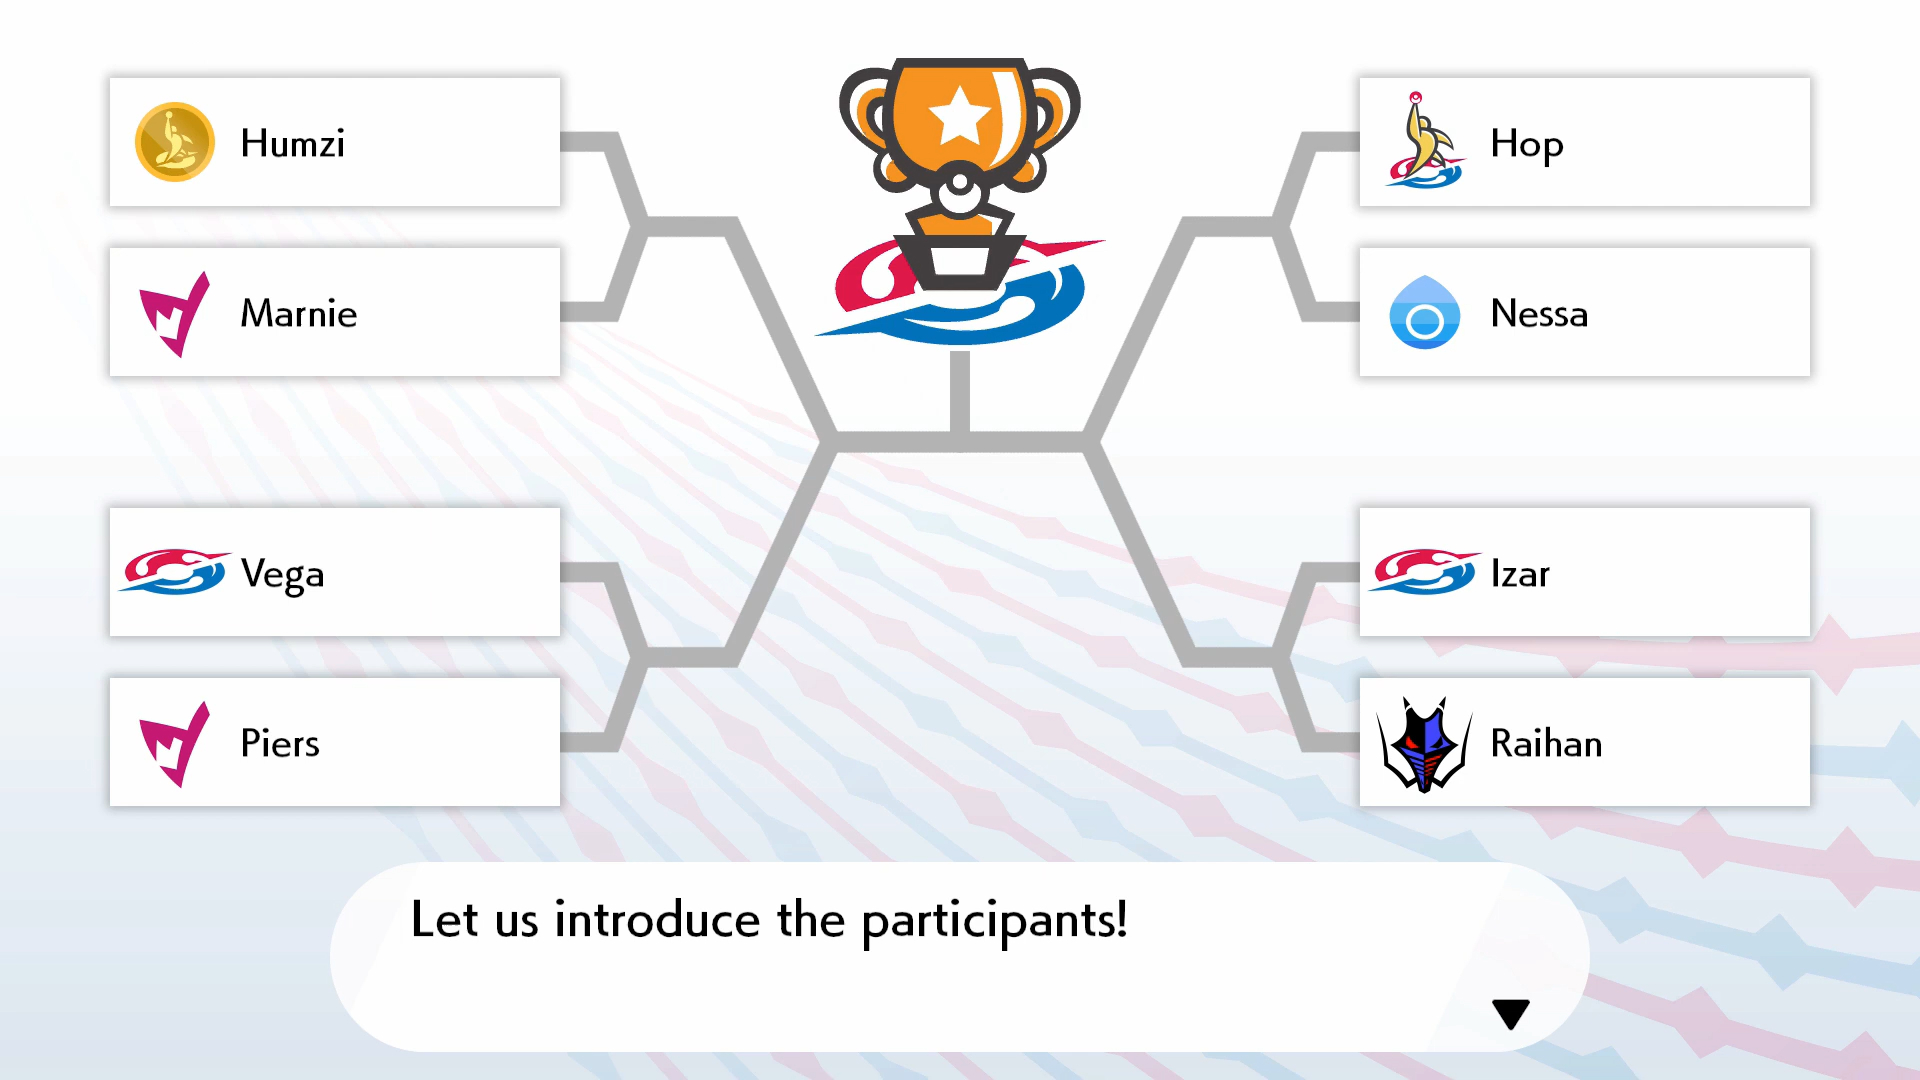 Humzi
Marnie
Vega
Piers
Hop
Nessa
Izar
Raihan
Let us introduce the participants!